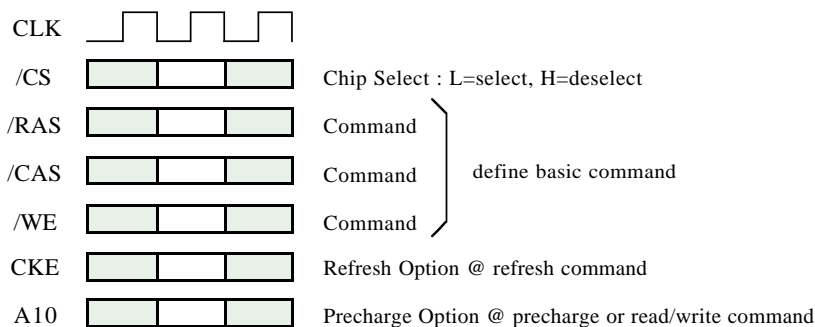 CLK
/CS Chip Select : L=select, H=deselect
/RAS Command
/CAS Command define basic command
/WE Command
CKE Refresh Option @ refresh command
A10 Precharge Option @ precharge or read/write command